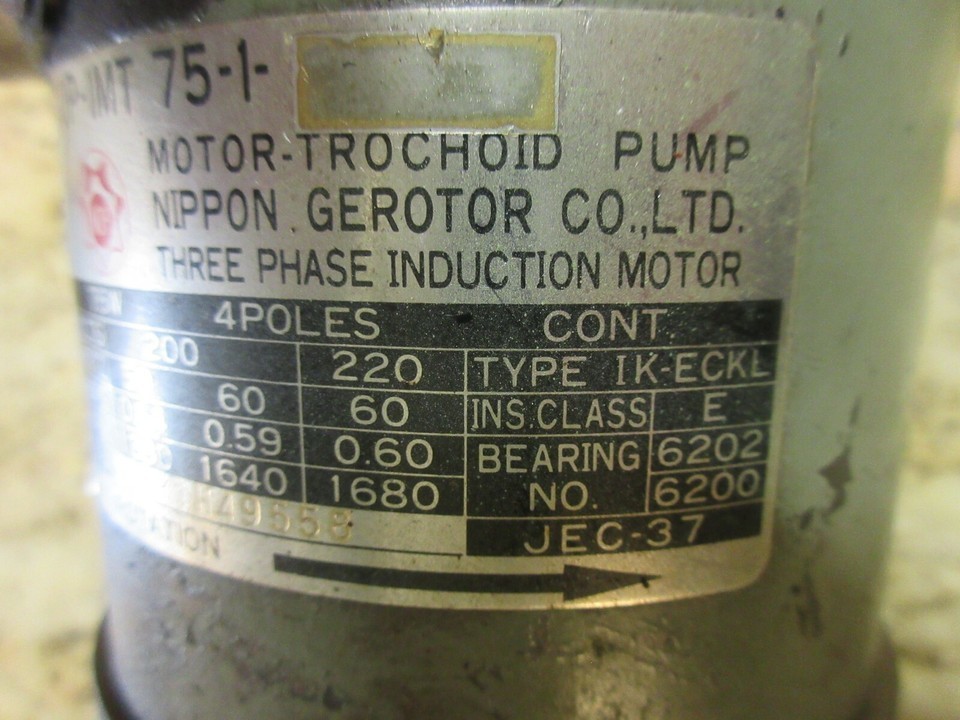 -1MT 75-1-
MOTOR-TROCHOID PUMP
NIPPON GEROTOR CO.,LTD.
THREE PHASE INDUCTION MOTOR
4POLES CONT
200 220 TYPE IK-ECKL
60 60 INS.CLASS E
0.59 0.60 BEARING 6202
1640 1680 NO. 6200
JEC-37